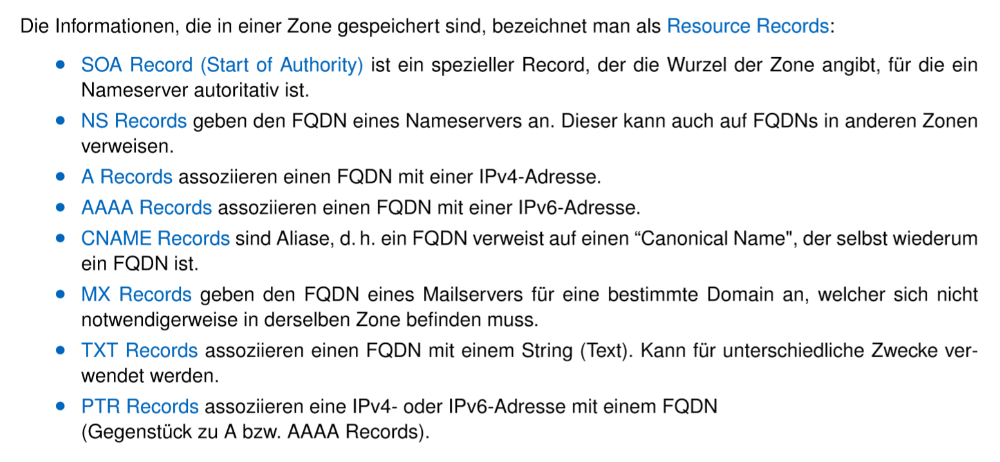 Die Informationen, die in einer Zone gespeichert sind, bezeichnet man als Resource Records:
• SOA Record (Start of Authority) ist ein spezieller Record, der die Wurzel der Zone angibt, für die ein
Nameserver autoritativ ist.
• NS Records geben den FQDN eines Nameservers an. Dieser kann auch auf FQDNs in anderen Zonen
verweisen.
• A Records assoziieren einen FQDN mit einer IPv4-Adresse.
• AAAA Records assoziieren einen FQDN mit einer IPv6-Adresse.
• CNAME Records sind Aliase, d. h. ein FQDN verweist auf einen “Canonical Name", der selbst wiederum
ein FQDN ist.
• MX Records geben den FQDN eines Mailservers für eine bestimmte Domain an, welcher sich nicht
notwendigerweise in derselben Zone befinden muss.
• TXT Records assoziieren einen FQDN mit einem String (Text). Kann für unterschiedliche Zwecke ver-
wendet werden.
• PTR Records assoziieren eine IPv4- oder IPv6-Adresse mit einem FQDN
(Gegenstück zu A bzw. AAAA Records).